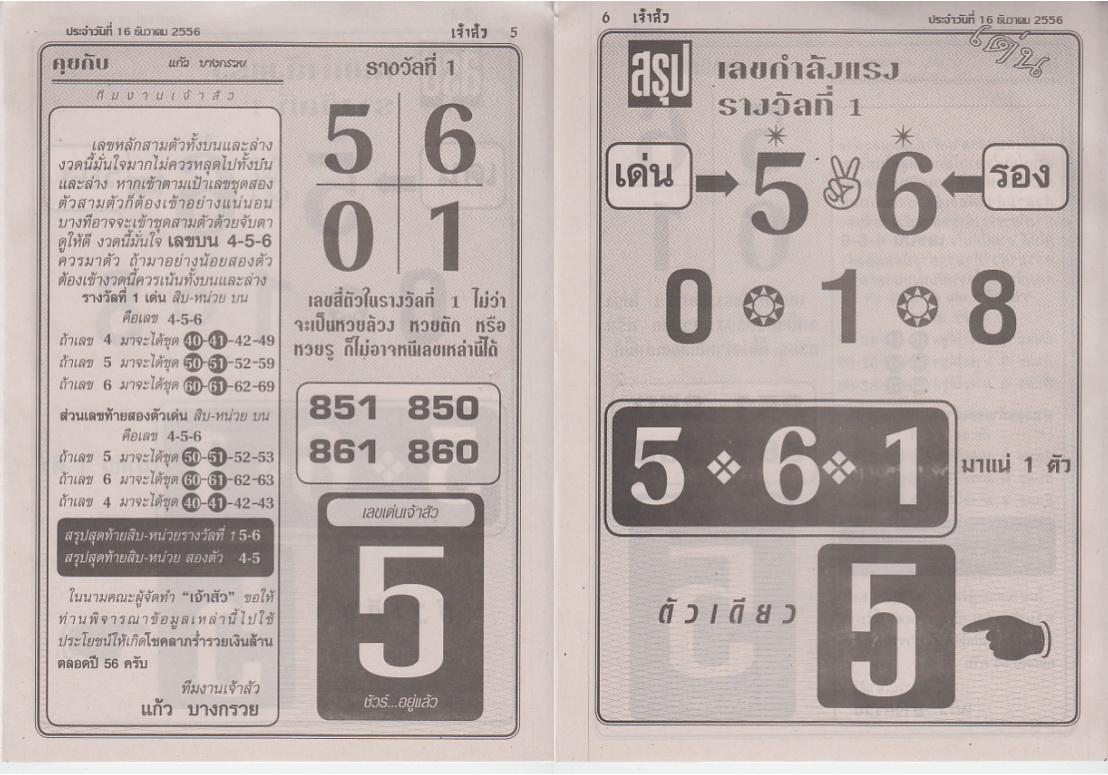 ประจำวันที่ 16 ธันวาคม 2556
เจ้าสัว 5
คุยกับ แก้ว บางกรวย
ทีมงานเจ้าสัว
เลขหลักสามตัวทั้งบนและล่าง
งวดนี้มั่นใจมากไม่ควรหลุดไปทั้งบน
และล่าง หากเข้าตามเป้าเลขชุดสอง
ตัวสามตัวก็ต้องเข้าอย่างแน่นอน
บางทีอาจจะเข้าชุดสามตัวด้วยจับตา
ดูให้ดี งวดนี้มั่นใจ เลขบน 4-5-6
ควรมาตัว ถ้ามาอย่างน้อยสองตัว
ต้องเข้างวดนี้ควรเน้นทั้งบนและล่าง
รางวัลที่ 1 เด่น สิบ-หน่วย บน
คือเลข 4-5-6
ถ้าเลข 4 มาจะได้ชุด 40-41-42-49
ถ้าเลข 5 มาจะได้ชุด 50-51-52-59
ถ้าเลข 6 มาจะได้ชุด 60-61-62-69
ส่วนเลขท้ายสองตัวเด่น สิบ-หน่วย บน
คือเลข 4-5-6
ถ้าเลข 5 มาจะได้ชุด 50-51-52-53
ถ้าเลข 6 มาจะได้ชุด 60-61-62-63
ถ้าเลข 4 มาจะได้ชุด 40-41-42-43
สรุปสุดท้ายสิบ-หน่วยรางวัลที่ 1 5-6
สรุปสุดท้ายสิบ-หน่วย สองตัว 4-5
ในนามคณะผู้จัดทำ “เจ้าสัว” ขอให้
ท่านพิจารณาข้อมูลเหล่านี้ไปใช้
ประโยชน์ให้เกิดโชคลาภร่ำรวยเงินล้าน
ตลอดปี 56 ครับ
ทีมงานเจ้าสัว
แก้ว บางกรวย
รางวัลที่ 1
5 6
0 1
เลขสี่ตัวในรางวัลที่ 1 ไม่ว่า
จะเป็นหวยล้วง หวยตัก หรือ
หวยรู ก็ไม่อาจหนีเลขเหล่านี้ได้
851 850
861 860
เลขเด่นเจ้าสัว
5
ชัวร์...อยู่แล้ว
6 เจ้าสัว
ประจำวันที่ 16 ธันวาคม 2556
เด่น
สรุป เลขกำลังแรง
รางวัลที่ 1
เด่น 5 6 รอง
0 1 8
5 6 1 มาแน่ 1 ตัว
ตัวเดียว 5